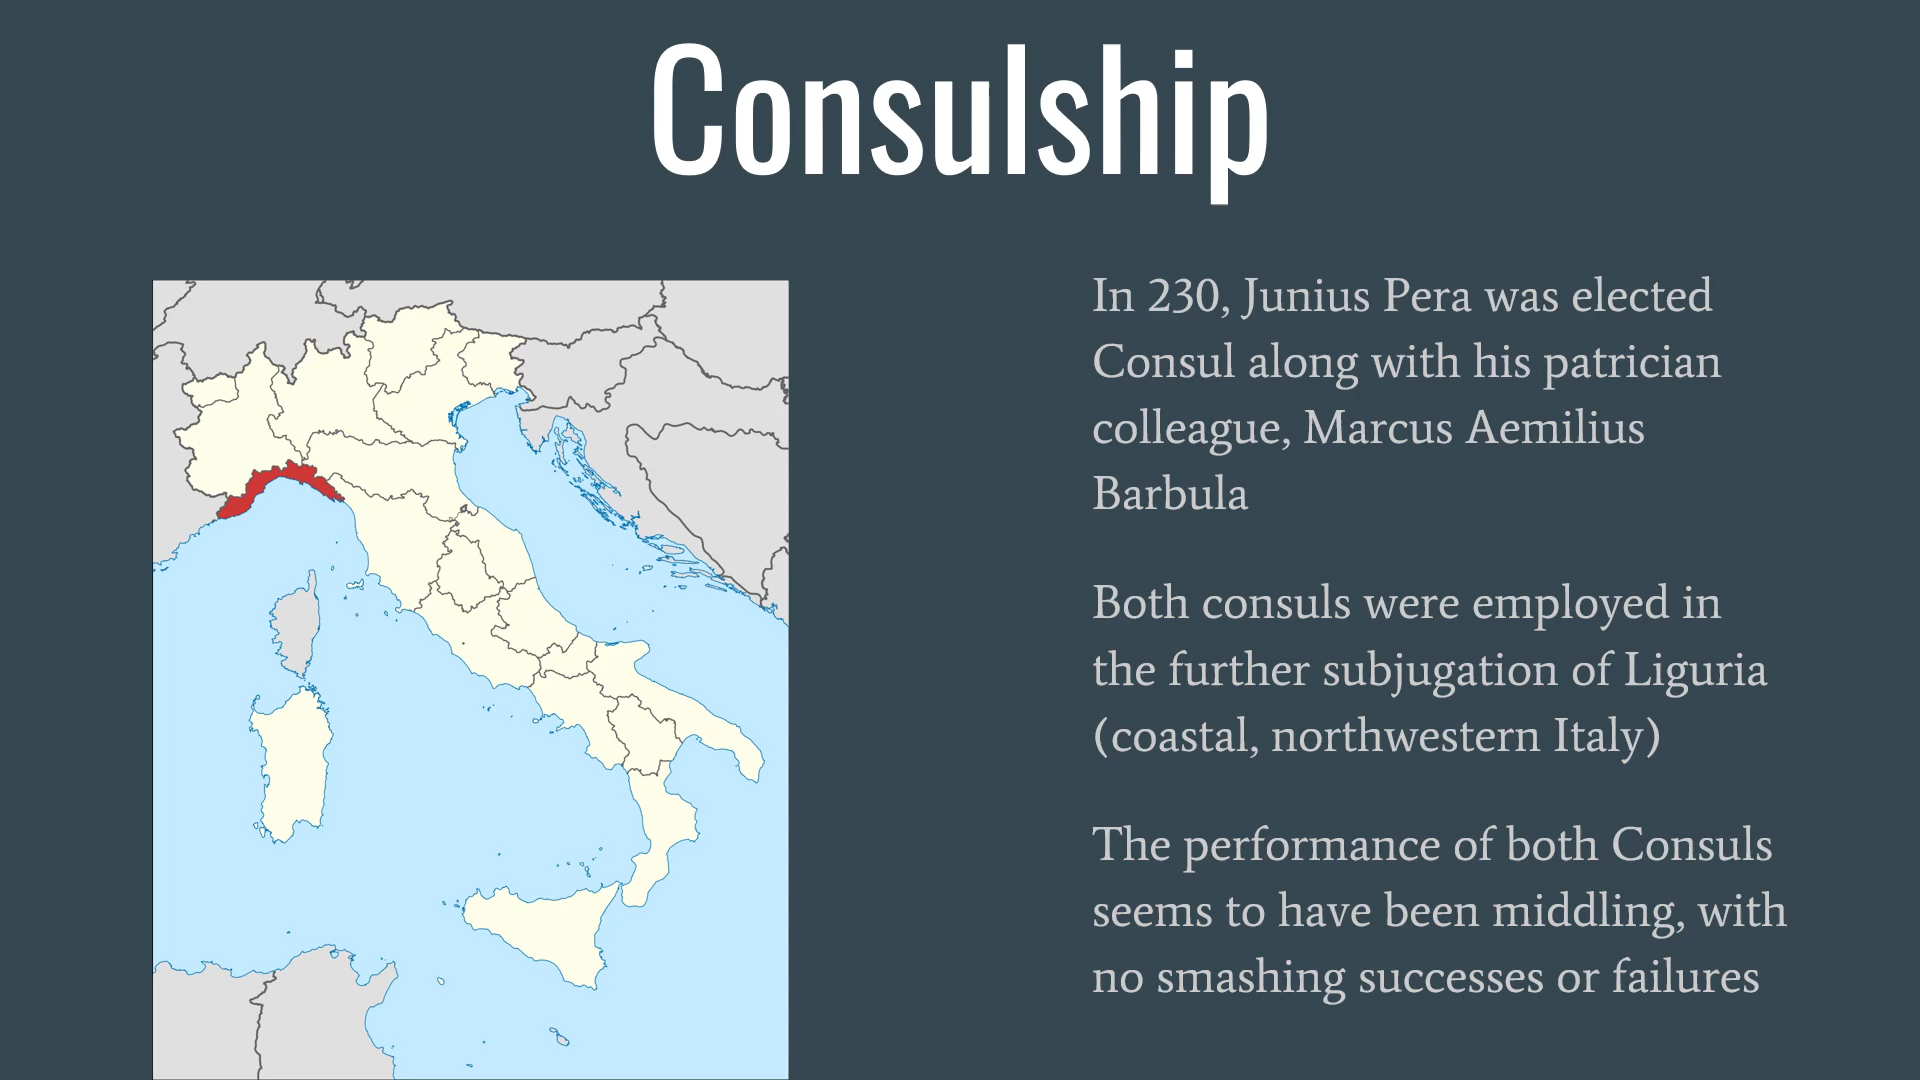 Consulship
In 230, Junius Pera was elected
Consul along with his patrician
colleague, Marcus Aemilius
Barbula
Both consuls were employed in
the further subjugation of Liguria
(coastal, northwestern Italy)
The performance of both Consuls
seems to have been middling, with
no smashing successes or failures